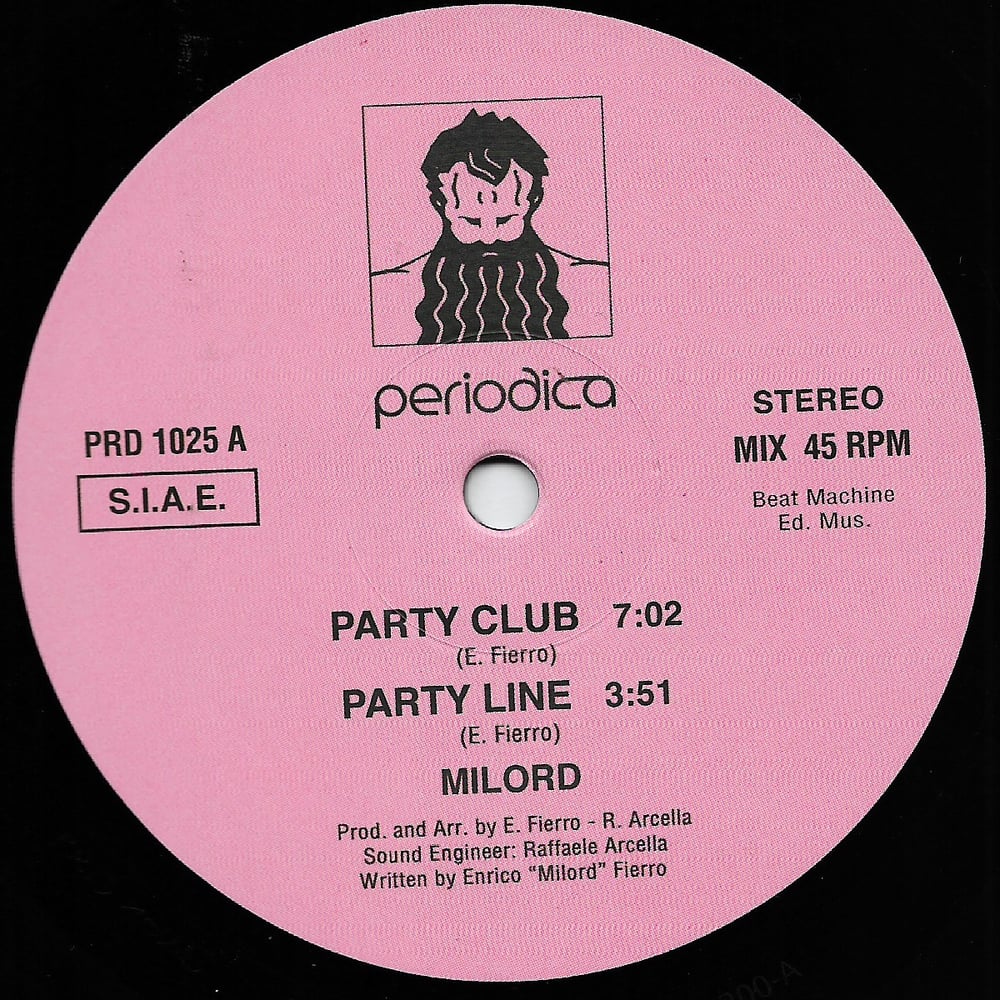 periodica
PRD 1025 A
S.I.A.E.
STEREO
MIX 45 RPM
Beat Machine
Ed. Mus.
PARTY CLUB 7:02
(E. Fierro)
PARTY LINE 3:51
(E. Fierro)
MILORD
Prod. and Arr. by E. Fierro - R. Arcella
Sound Engineer: Raffaele Arcella
Written by Enrico “Milord” Fierro